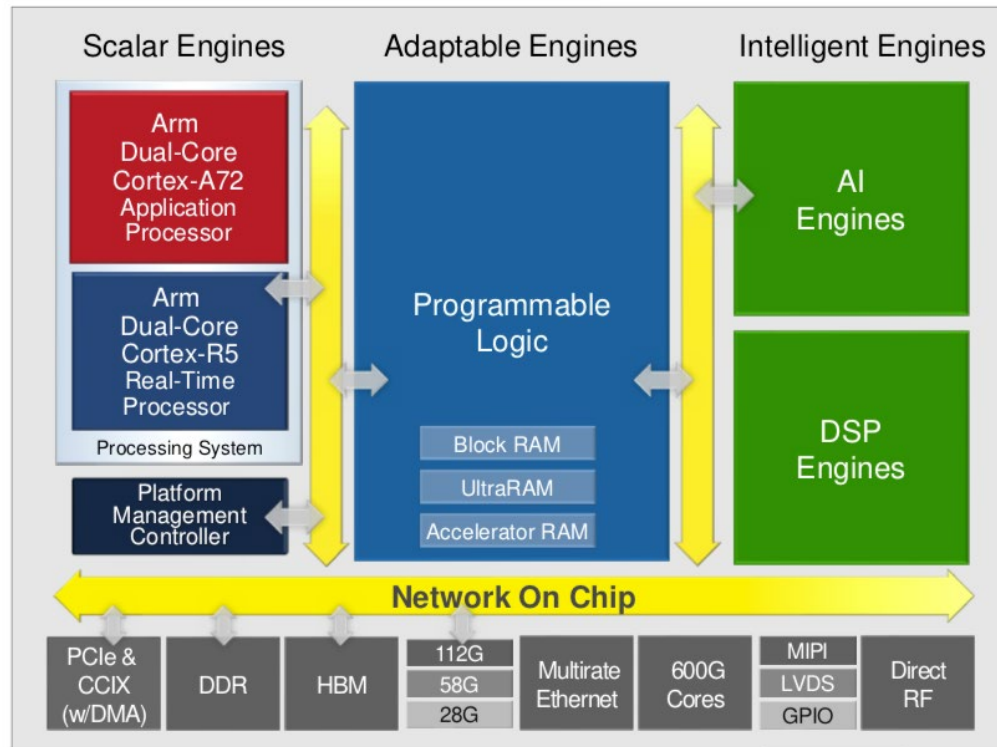 Scalar Engines
Adaptable Engines
Intelligent Engines
Arm
Dual-Core
Cortex-A72
Application
Processor
Arm
Dual-Core
Cortex-R5
Real-Time
Processor
Processing System
Platform
Management
Controller
Programmable
Logic
Block RAM
UltraRAM
Accelerator RAM
AI
Engines
DSP
Engines
Network On Chip
PCIe &
CCIX
(w/DMA)
DDR
HBM
112G
58G
28G
Multirate
Ethernet
600G
Cores
MIPI
LVDS
GPIO
Direct
RF